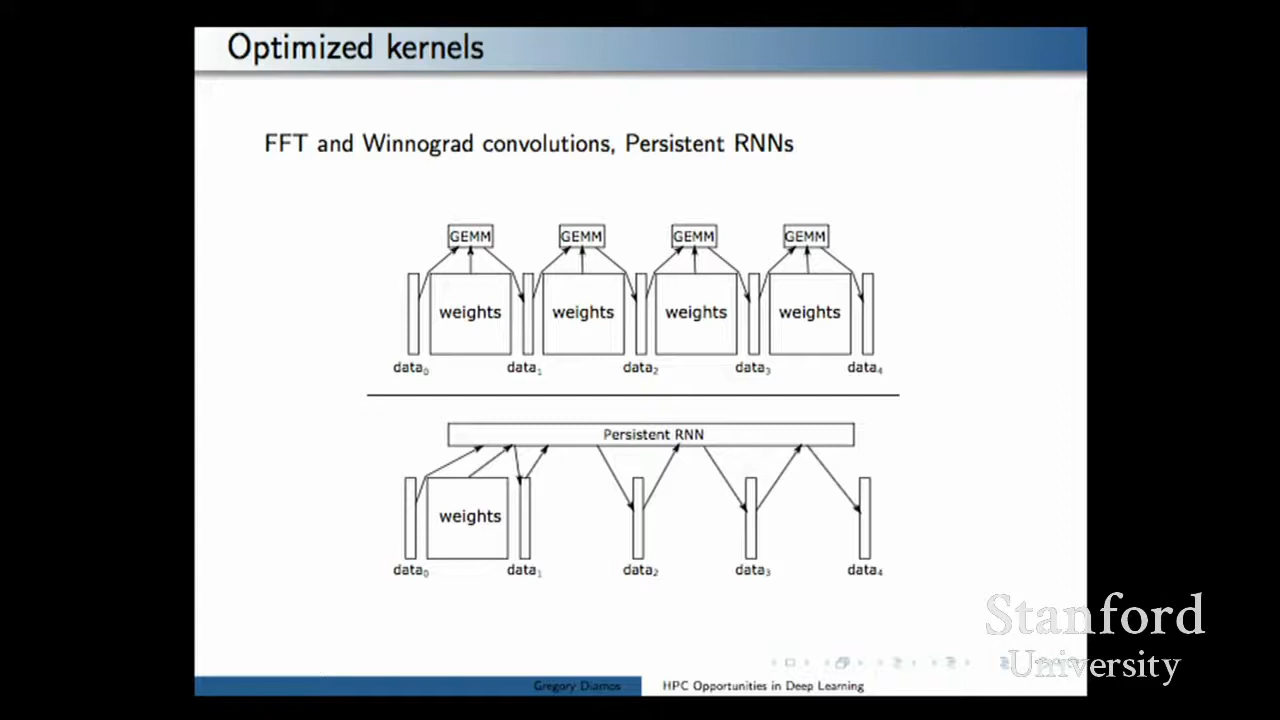 Optimized kernels
FFT and Winnograd convolutions, Persistent RNNs
GEMM GEMM GEMM GEMM
weights weights weights weights
data₀ data₁ data₂ data₃ data₄
Persistent RNN
weights
data₀ data₁ data₂ data₃ data₄
Stanford
University
Gregory Diamos HPC Opportunities in Deep Learning